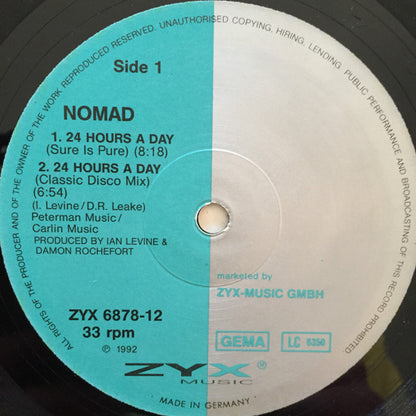 ALL RIGHTS OF THE PRODUCER AND OF THE OWNER OF THE WORK REPRODUCED RESERVED. UNAUTHORISED COPYING, HIRING, LENDING, PUBLIC PERFORMANCE AND BROADCASTING OF THIS RECORD PROHIBITED
Side 1
NOMAD
1. 24 HOURS A DAY
(Sure Is Pure) (8:18)
2. 24 HOURS A DAY
(Classic Disco Mix)
(6:54)
(I. Levine/D.R. Leake)
Peterman Music/
Carlin Music
PRODUCED BY IAN LEVINE &
DAMON ROCHEFORT
marketed by
ZYX-MUSIC GMBH
ZYX 6878-12
33 rpm
℗ 1992
GEMA LC 6350
ZYX®
MUSIC
MADE IN GERMANY